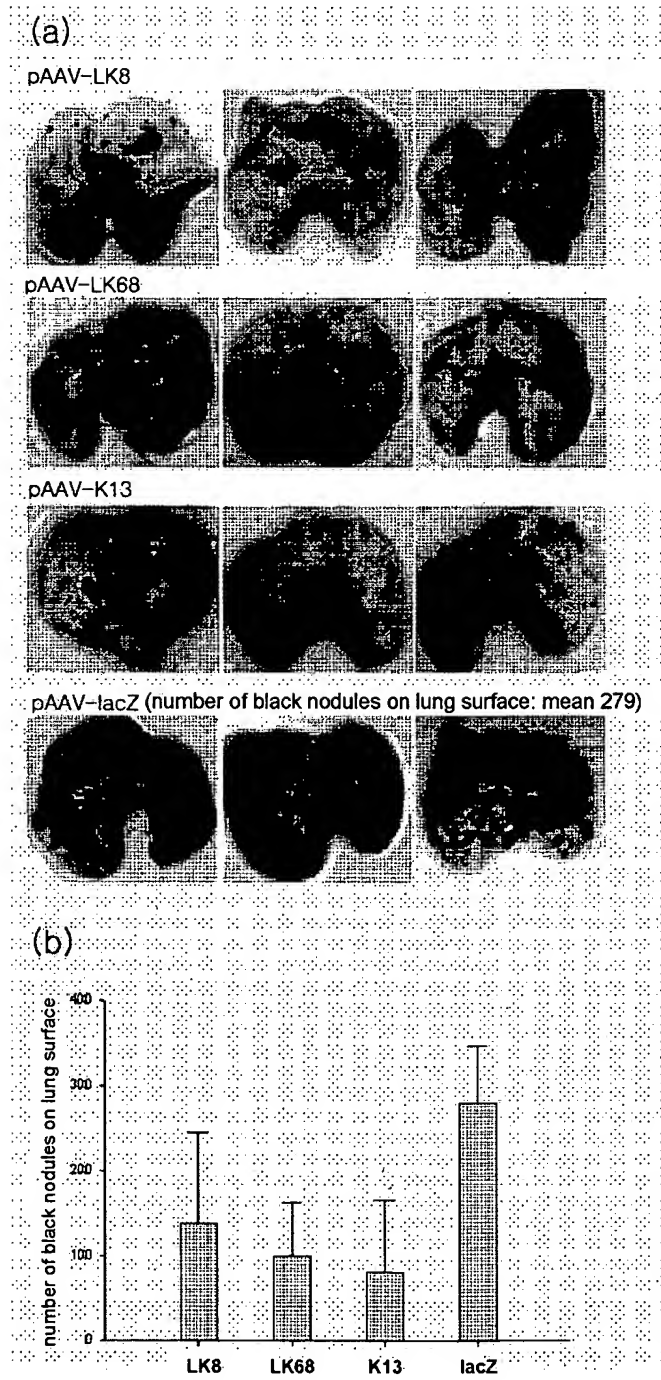 (a)
pAAV-LK8
pAAV-LK68
pAAV-K13
pAAV-lacZ (number of black nodules on lung surface: mean 279)
(b)
number of black nodules on lung surface
400
300
200
100
0
LK8 LK68 K13 lacZ